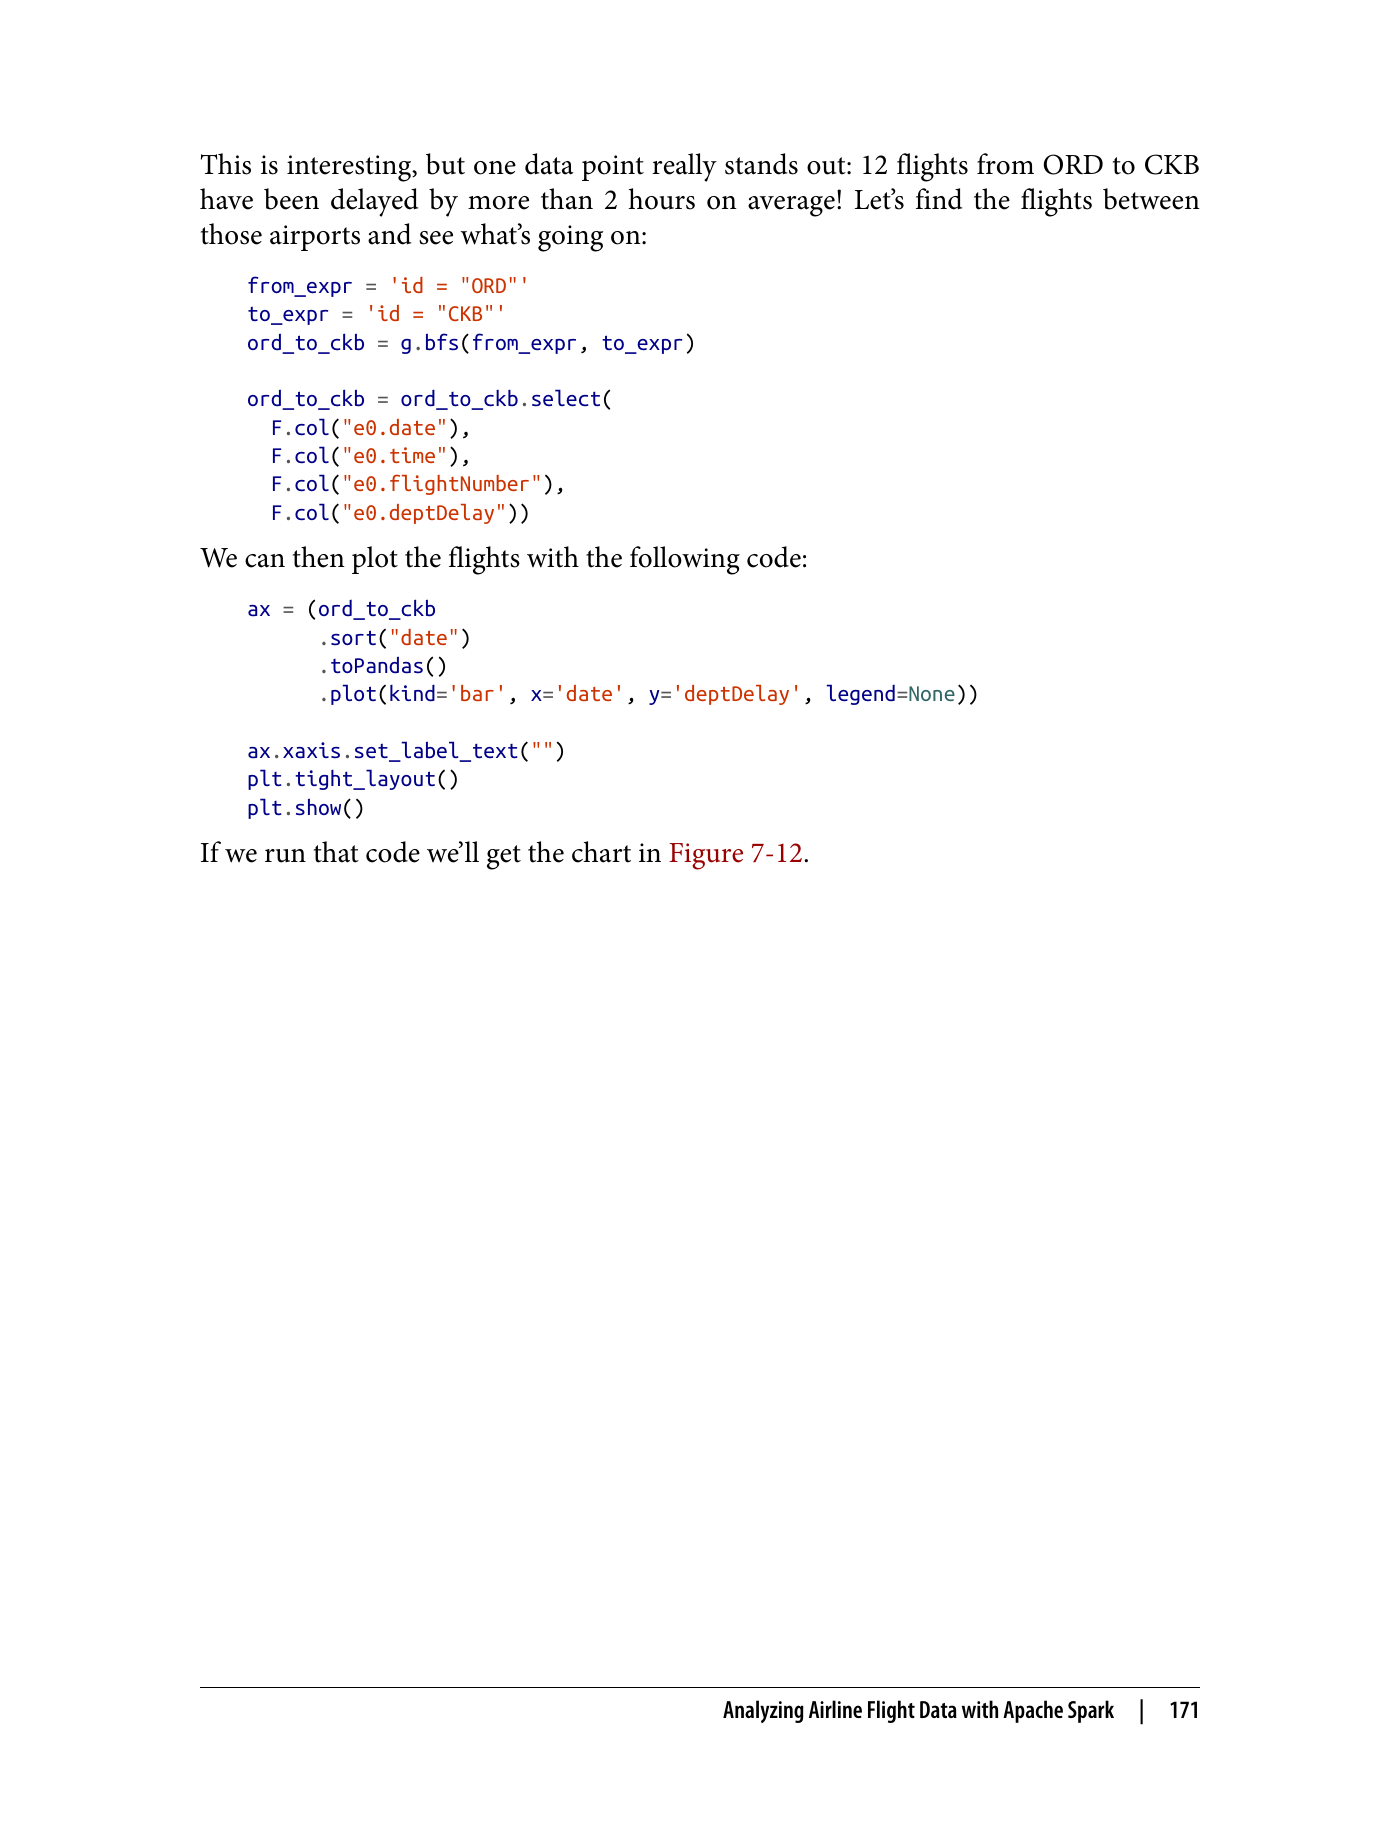 This is interesting, but one data point really stands out: 12 flights from ORD to CKB
have been delayed by more than 2 hours on average! Let’s find the flights between
those airports and see what’s going on:
from_expr = 'id = "ORD"'
to_expr = 'id = "CKB"'
ord_to_ckb = g.bfs(from_expr, to_expr)
ord_to_ckb = ord_to_ckb.select(
  F.col("e0.date"),
  F.col("e0.time"),
  F.col("e0.flightNumber"),
  F.col("e0.deptDelay"))
We can then plot the flights with the following code:
ax = (ord_to_ckb
      .sort("date")
      .toPandas()
      .plot(kind='bar', x='date', y='deptDelay', legend=None))
ax.xaxis.set_label_text("")
plt.tight_layout()
plt.show()
If we run that code we’ll get the chart in Figure 7-12.
Analyzing Airline Flight Data with Apache Spark | 171